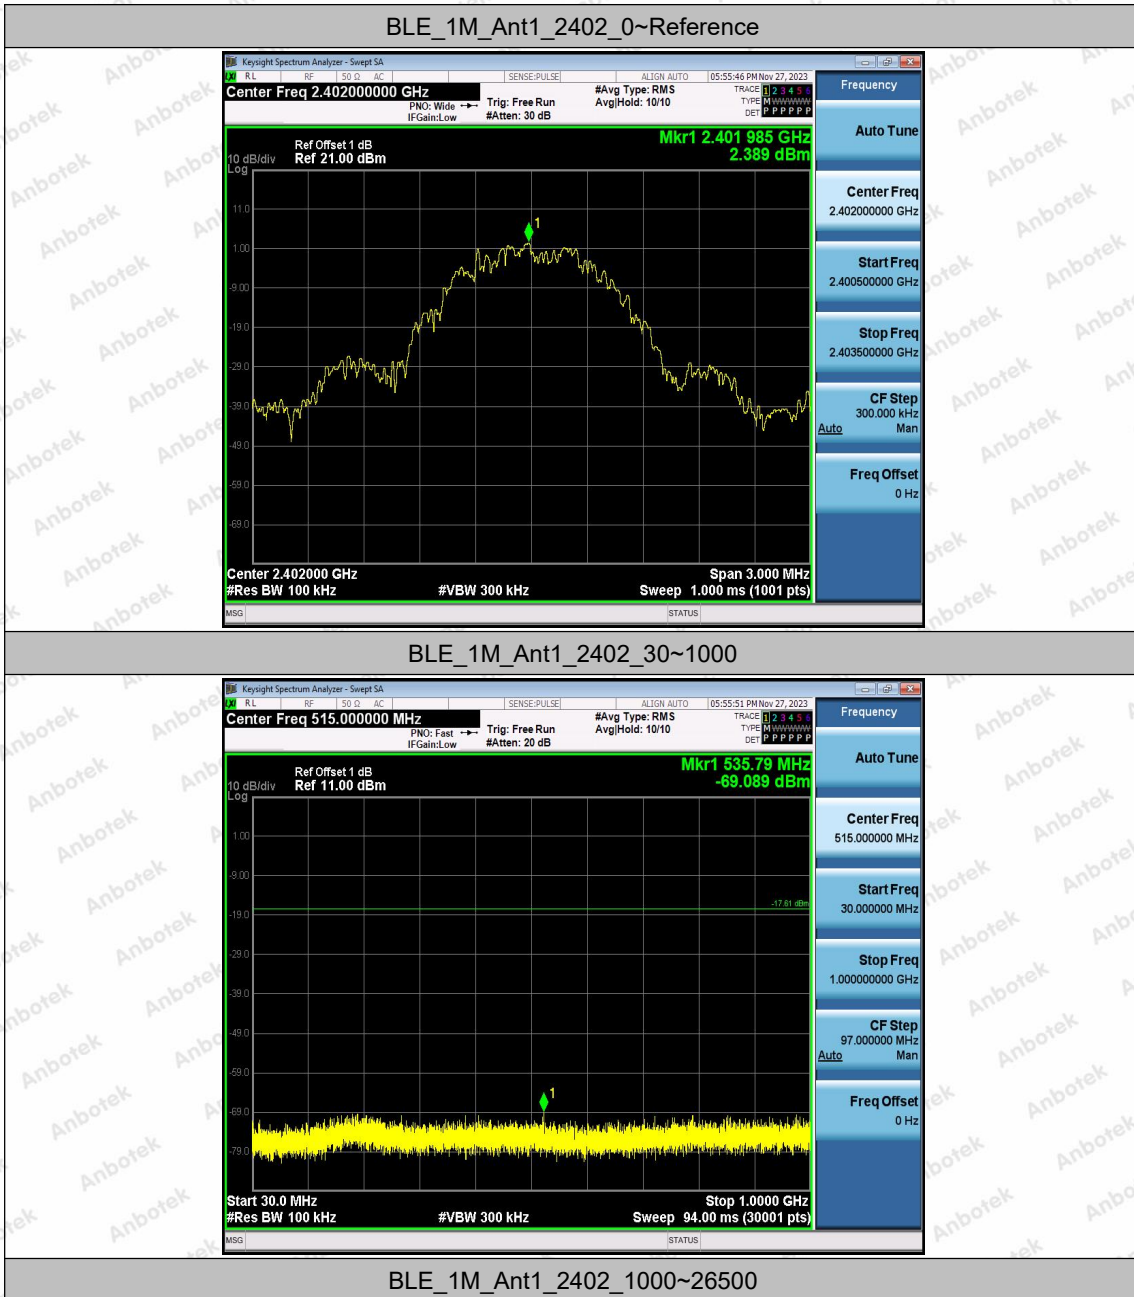 BLE_1M_Ant1_2402_0~Reference
Keysight Spectrum Analyzer - Swept SA
LXI RL RF 50 Ω AC SENSE:PULSE ALIGN AUTO 05:55:46 PM Nov 27, 2023
Center Freq 2.402000000 GHz
PNO: Wide
IFGain:Low
Trig: Free Run
#Atten: 30 dB
#Avg Type: RMS
Avg|Hold: 10/10
TRACE 1 2 3 4 5 6
TYPE M WWWWW
DET P P P P P P
Frequency
Auto Tune
Ref Offset 1 dB
10 dB/div Ref 21.00 dBm
Log
Mkr1 2.401 985 GHz
2.389 dBm
1
11.0
1.00
-9.00
-19.0
-29.0
-39.0
-49.0
-59.0
-69.0
Center Freq
2.402000000 GHz
Start Freq
2.400500000 GHz
Stop Freq
2.403500000 GHz
CF Step
300.000 kHz
Auto Man
Freq Offset
0 Hz
Center 2.402000 GHz Span 3.000 MHz
#Res BW 100 kHz #VBW 300 kHz Sweep 1.000 ms (1001 pts)
MSG STATUS
BLE_1M_Ant1_2402_30~1000
Keysight Spectrum Analyzer - Swept SA
LXI RL RF 50 Ω AC SENSE:PULSE ALIGN AUTO 05:55:51 PM Nov 27, 2023
Center Freq 515.000000 MHz
PNO: Fast
IFGain:Low
Trig: Free Run
#Atten: 20 dB
#Avg Type: RMS
Avg|Hold: 10/10
TRACE 1 2 3 4 5 6
TYPE M WWWWW
DET P P P P P P
Frequency
Auto Tune
Ref Offset 1 dB
10 dB/div Ref 11.00 dBm
Log
Mkr1 535.79 MHz
-69.089 dBm
1.00
-9.00
-17.61 dBm
-19.0
-29.0
-39.0
-49.0
-59.0
1
-69.0
-79.0
Center Freq
515.000000 MHz
Start Freq
30.000000 MHz
Stop Freq
1.000000000 GHz
CF Step
97.000000 MHz
Auto Man
Freq Offset
0 Hz
Start 30.0 MHz Stop 1.0000 GHz
#Res BW 100 kHz #VBW 300 kHz Sweep 94.00 ms (30001 pts)
MSG STATUS
BLE_1M_Ant1_2402_1000~26500
Anbotek